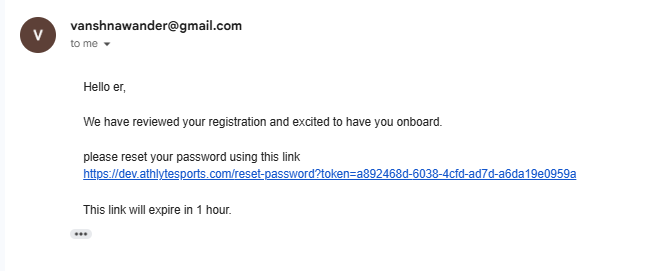 V
vanshnawander@gmail.com
to me
Hello er,
We have reviewed your registration and excited to have you onboard.
please reset your password using this link
https://dev.athlytesports.com/reset-password?token=a892468d-6038-4cfd-ad7d-a6da19e0959a
This link will expire in 1 hour.